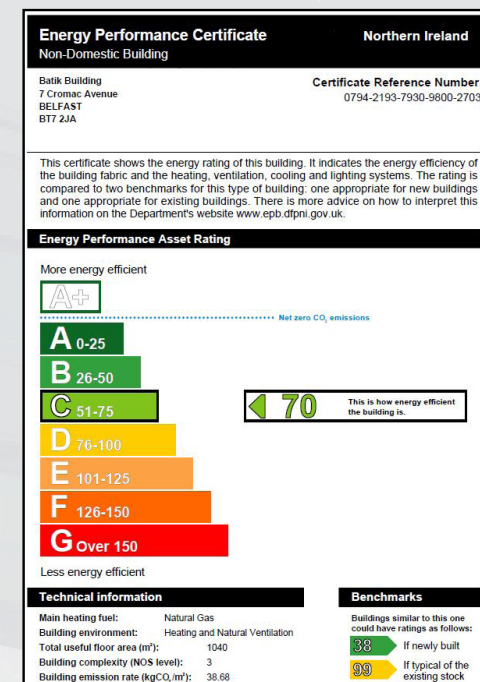 Energy Performance Certificate
Northern Ireland
Non-Domestic Building
Batik Building
7 Cromac Avenue
BELFAST
BT7 2JA
Certificate Reference Number
0794-2193-7930-9800-2703
This certificate shows the energy rating of this building. It indicates the energy efficiency of
the building fabric and the heating, ventilation, cooling and lighting systems. The rating is
compared to two benchmarks for this type of building: one appropriate for new buildings
and one appropriate for existing buildings. There is more advice on how to interpret this
information on the Department's website www.epb.dfpni.gov.uk.
Energy Performance Asset Rating
More energy efficient
A+
Net zero CO₂ emissions
A 0-25
B 26-50
C 51-75
70
This is how energy efficient
the building is.
D 76-100
E 101-125
F 126-150
G Over 150
Less energy efficient
Technical information
Main heating fuel: Natural Gas
Building environment: Heating and Natural Ventilation
Total useful floor area (m²): 1040
Building complexity (NOS level): 3
Building emission rate (kgCO₂/m²): 38.68
Benchmarks
Buildings similar to this one
could have ratings as follows:
38 If newly built
99 If typical of the
existing stock